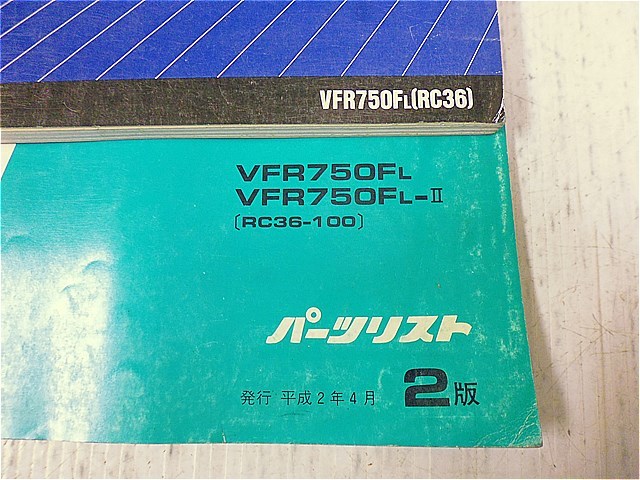 VFR750FL(RC36)
VFR750FL
VFR750FL-II
〔RC36-100〕
パーツリスト
発行 平成2年4月 2版